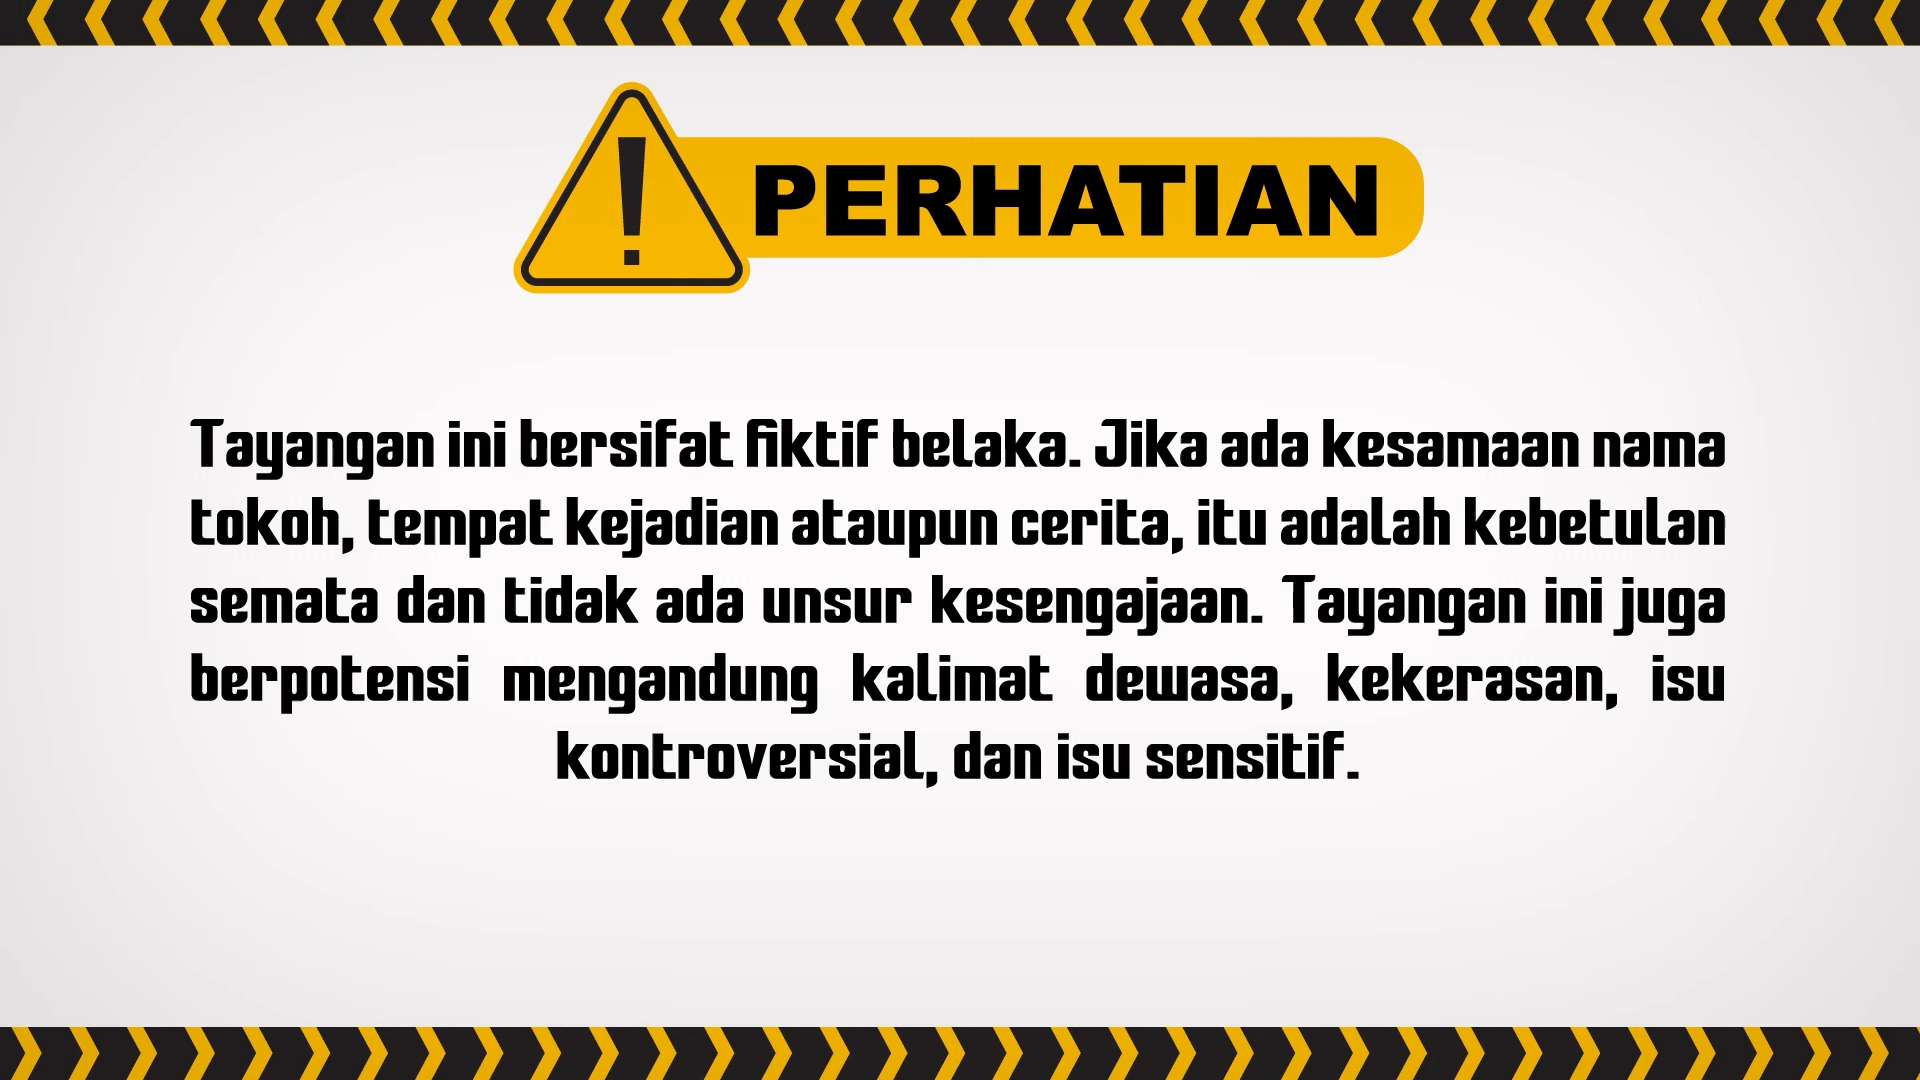 PERHATIAN
Tayangan ini bersifat fiktif belaka. Jika ada kesamaan nama
tokoh, tempat kejadian ataupun cerita, itu adalah kebetulan
semata dan tidak ada unsur kesengajaan. Tayangan ini juga
berpotensi mengandung kalimat dewasa, kekerasan, isu
kontroversial, dan isu sensitif.